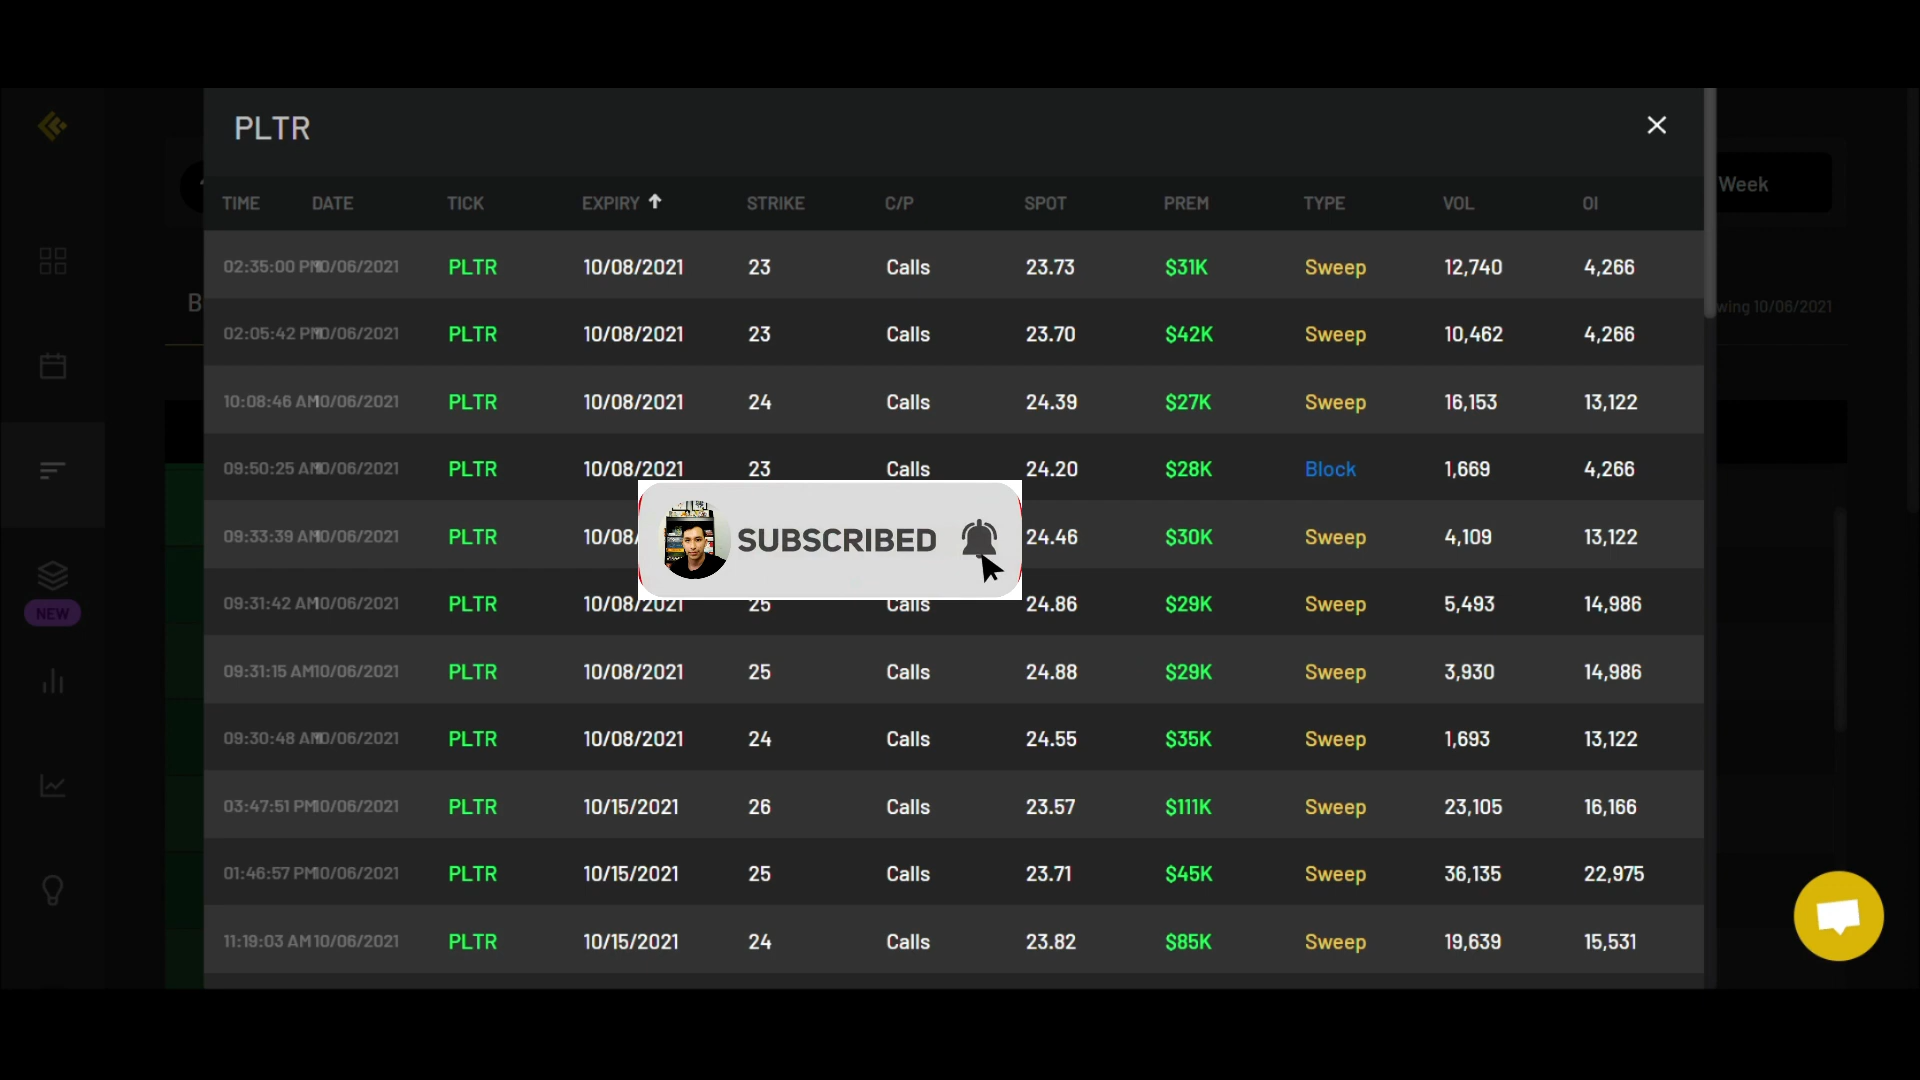 PLTR
Week
TIME DATE TICK EXPIRY STRIKE C/P SPOT PREM TYPE VOL OI
02:35:00 PM 10/06/2021 PLTR 10/08/2021 23 Calls 23.73 $31K Sweep 12,740 4,266
B
wing 10/06/2021
02:05:42 PM 10/06/2021 PLTR 10/08/2021 23 Calls 23.70 $42K Sweep 10,462 4,266
10:08:46 AM 10/06/2021 PLTR 10/08/2021 24 Calls 24.39 $27K Sweep 16,153 13,122
09:50:25 AM 10/06/2021 PLTR 10/08/2021 23 Calls 24.20 $28K Block 1,669 4,266
09:33:39 AM 10/06/2021 PLTR 10/08/ 24.46 $30K Sweep 4,109 13,122
SUBSCRIBED
09:31:42 AM 10/06/2021 PLTR 10/08/2021 25 Calls 24.86 $29K Sweep 5,493 14,986
NEW
09:31:15 AM 10/06/2021 PLTR 10/08/2021 25 Calls 24.88 $29K Sweep 3,930 14,986
09:30:48 AM 10/06/2021 PLTR 10/08/2021 24 Calls 24.55 $35K Sweep 1,693 13,122
03:47:51 PM 10/06/2021 PLTR 10/15/2021 26 Calls 23.57 $111K Sweep 23,105 16,166
01:46:57 PM 10/06/2021 PLTR 10/15/2021 25 Calls 23.71 $45K Sweep 36,135 22,975
11:19:03 AM 10/06/2021 PLTR 10/15/2021 24 Calls 23.82 $85K Sweep 19,639 15,531